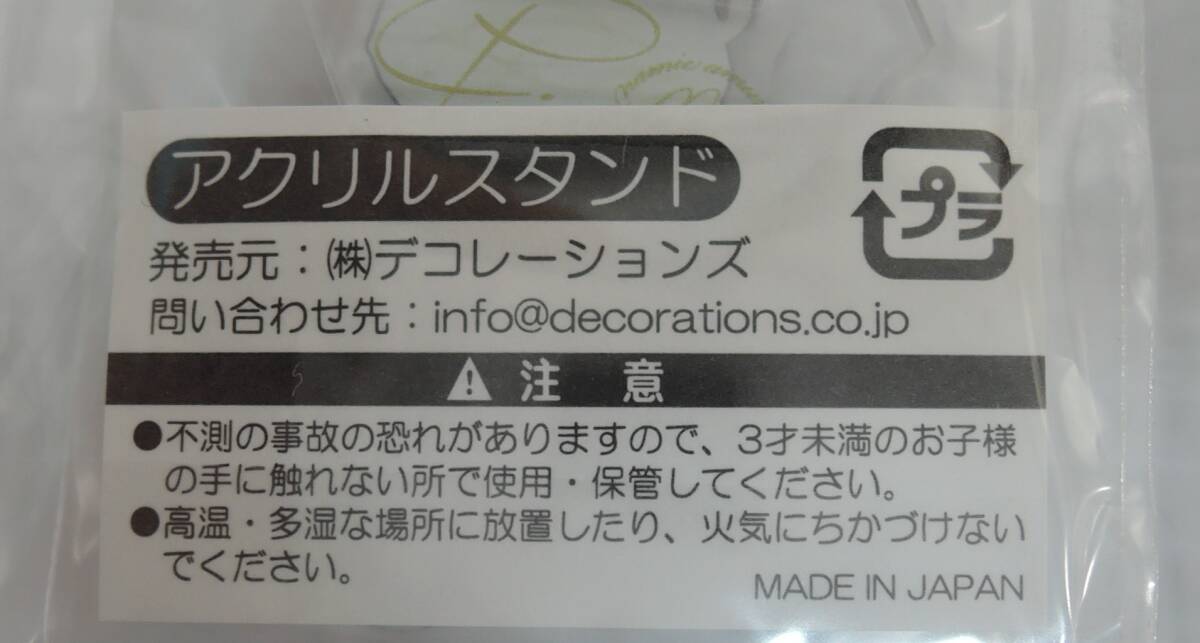 アクリルスタンド
プラ
発売元：㈱デコレーションズ
問い合わせ先：info@decorations.co.jp
注 意
●不測の事故の恐れがありますので、3才未満のお子様
の手に触れない所で使用・保管してください。
●高温・多湿な場所に放置したり、火気にちかづけない
でください。
MADE IN JAPAN